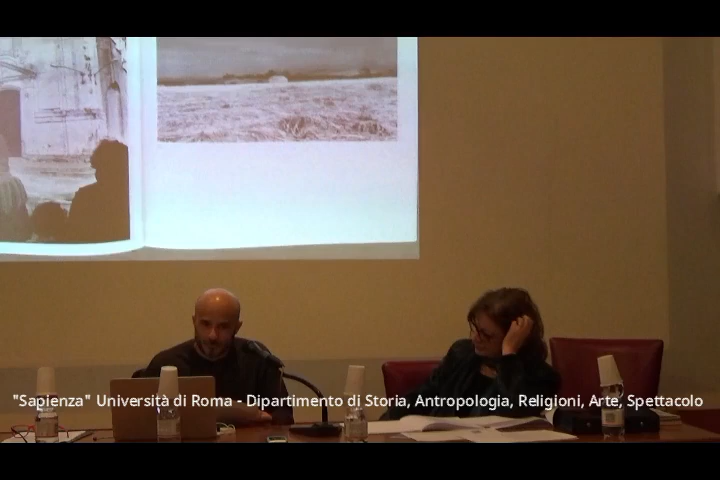 "Sapienza" Università di Roma - Dipartimento di Storia, Antropologia, Religioni, Arte, Spettacolo